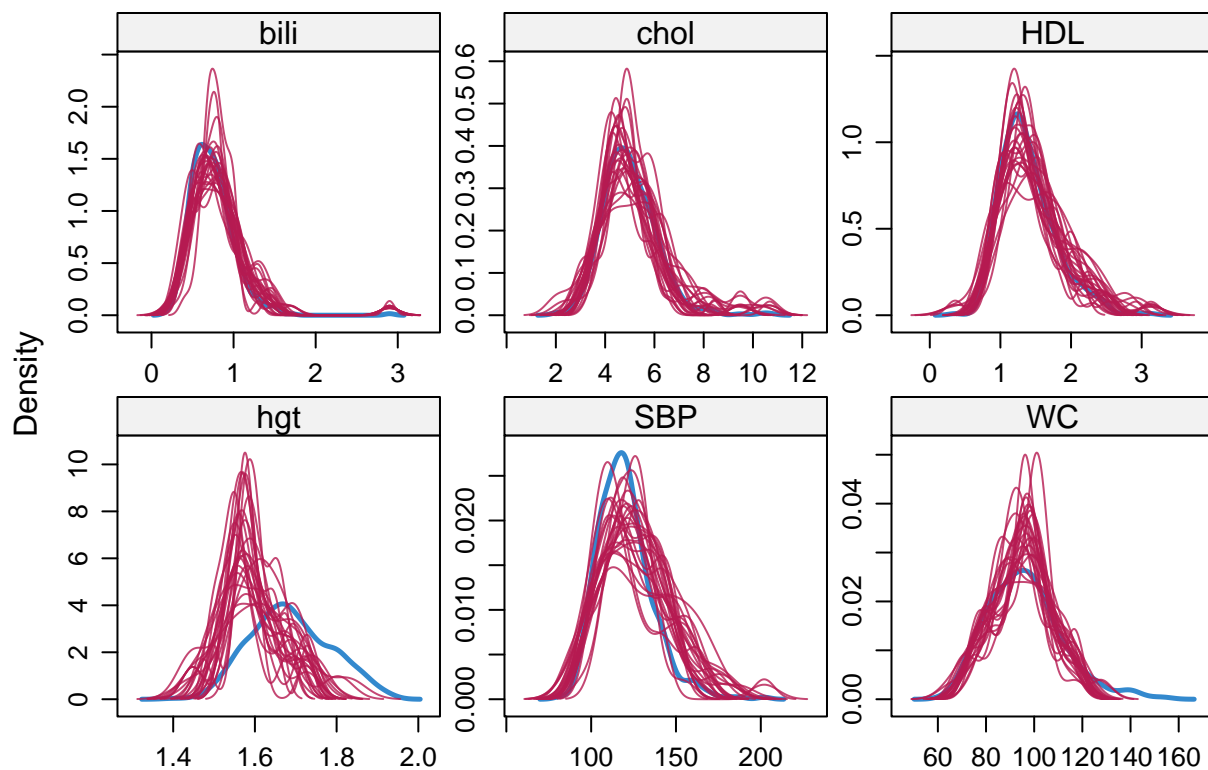 bili
chol
HDL
0.0 0.5 1.0 1.5 2.0
0.0 0.1 0.2 0.3 0.4 0.5 0.6
0.0 0.5 1.0
0 1 2 3
2 4 6 8 10 12
0 1 2 3
Density
hgt
SBP
WC
0 2 4 6 8 10
0.000 0.010 0.020
0.00 0.02 0.04
1.4 1.6 1.8 2.0
100 150 200
60 80 100 120 140 160